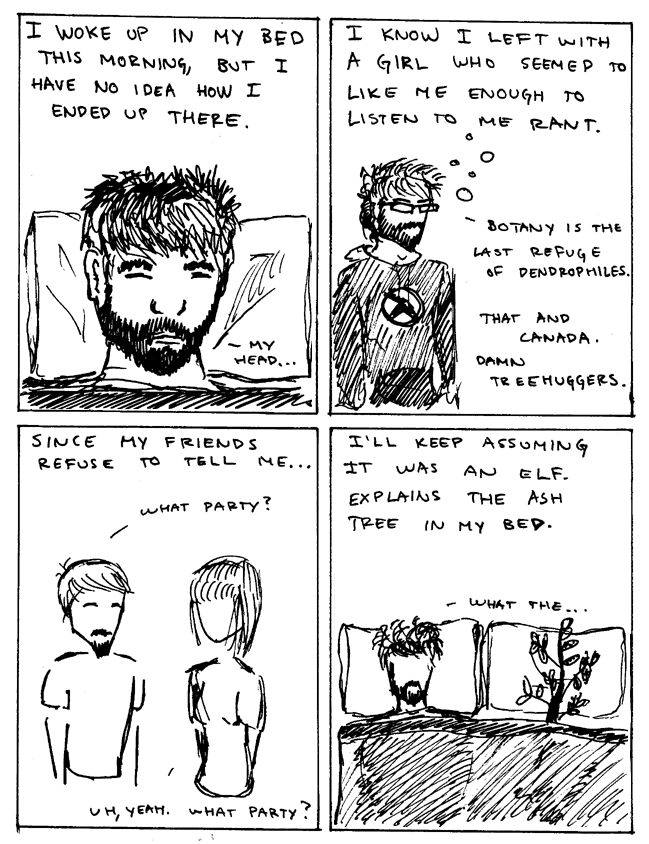 I WOKE UP IN MY BED
THIS MORNING, BUT I
HAVE NO IDEA HOW I
ENDED UP THERE.
~ MY
HEAD...
I KNOW I LEFT WITH
A GIRL WHO SEEMED TO
LIKE ME ENOUGH TO
LISTEN TO ME RANT.
BOTANY IS THE
LAST REFUGE
OF DENDROPHILES.
THAT AND
CANADA.
DAMN
TREEHUGGERS.
SINCE MY FRIENDS
REFUSE TO TELL ME...
WHAT PARTY?
UH, YEAH. WHAT PARTY?
I'LL KEEP ASSUMING
IT WAS AN ELF.
EXPLAINS THE ASH
TREE IN MY BED.
~ WHAT THE...